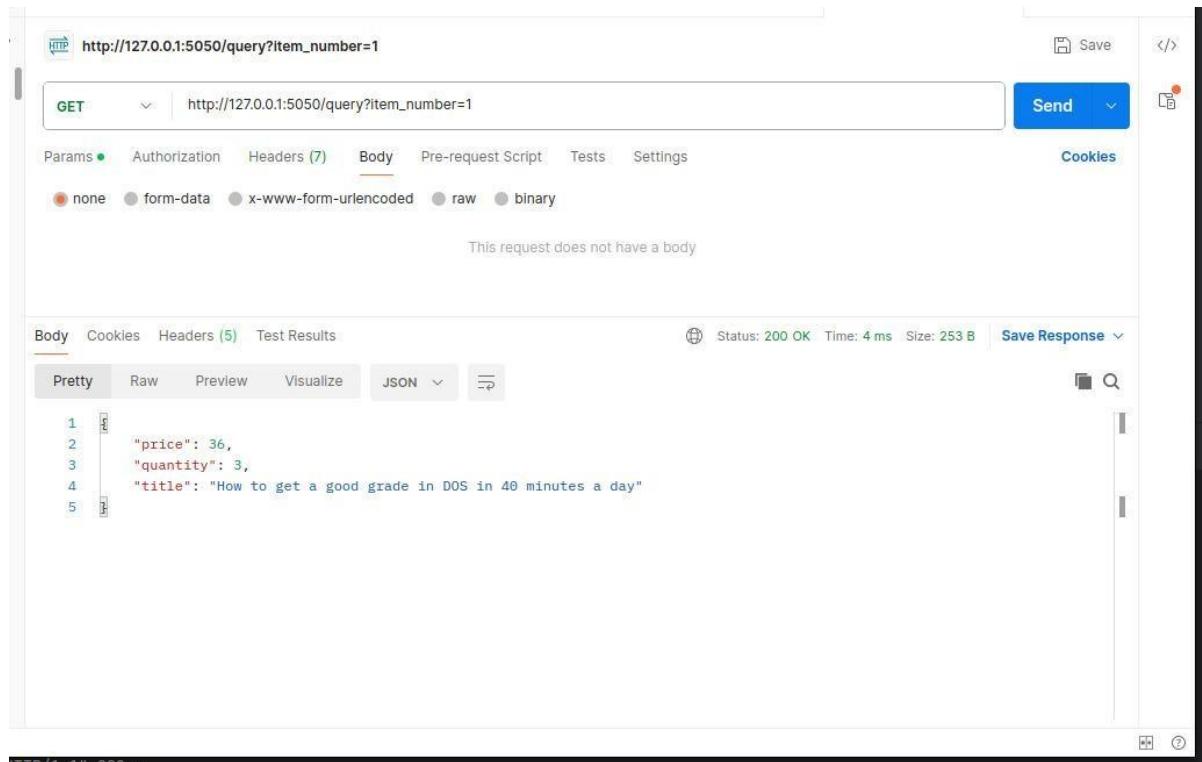 HTTP http://127.0.0.1:5050/query?item_number=1 Save </>
GET http://127.0.0.1:5050/query?item_number=1 Send
Params Authorization Headers (7) Body Pre-request Script Tests Settings Cookies
none form-data x-www-form-urlencoded raw binary
This request does not have a body
Body Cookies Headers (5) Test Results Status: 200 OK Time: 4 ms Size: 253 B Save Response
Pretty Raw Preview Visualize JSON
1 {
2 "price": 36,
3 "quantity": 3,
4 "title": "How to get a good grade in DOS in 40 minutes a day"
5 }